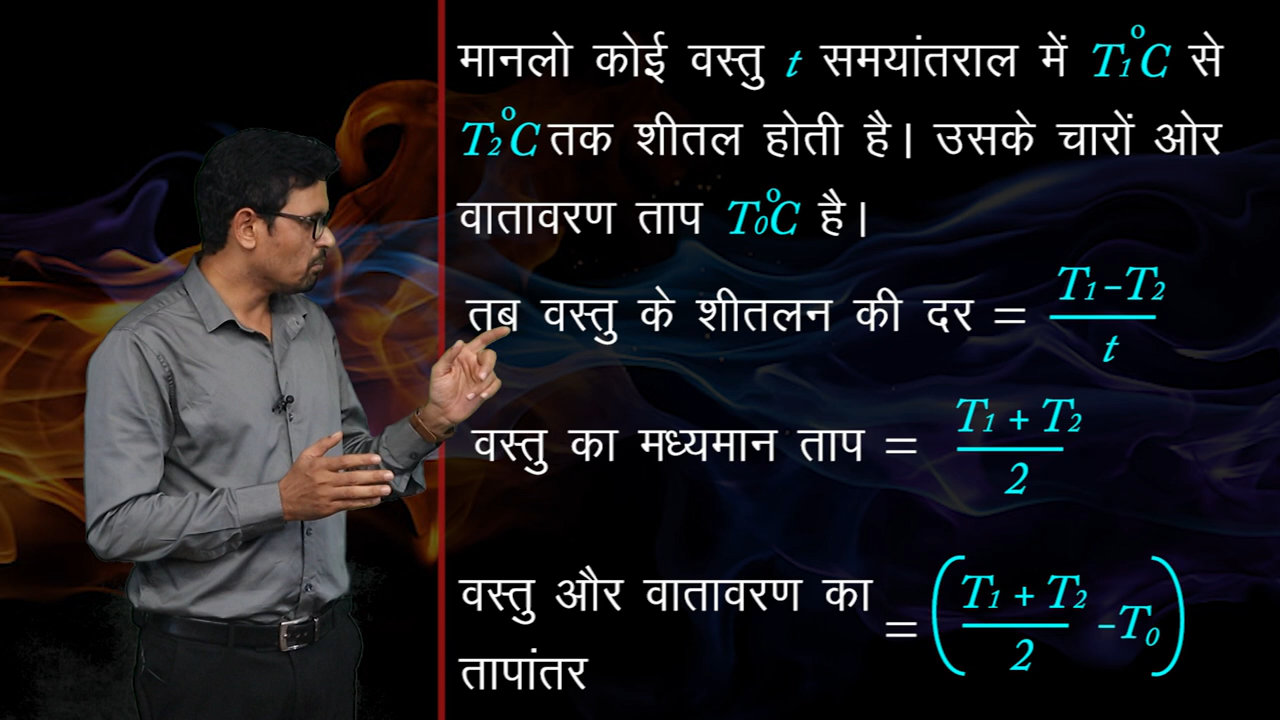 मानलो कोई वस्तु t समयांतराल में T₁°C से
T₂°C तक शीतल होती है। उसके चारों ओर
वातावरण ताप T₀°C है।
तब वस्तु के शीतलन की दर = (T₁-T₂)/t
वस्तु का मध्यमान ताप = (T₁ + T₂)/2
वस्तु और वातावरण का
तापांतर = ((T₁ + T₂)/2 -T₀)